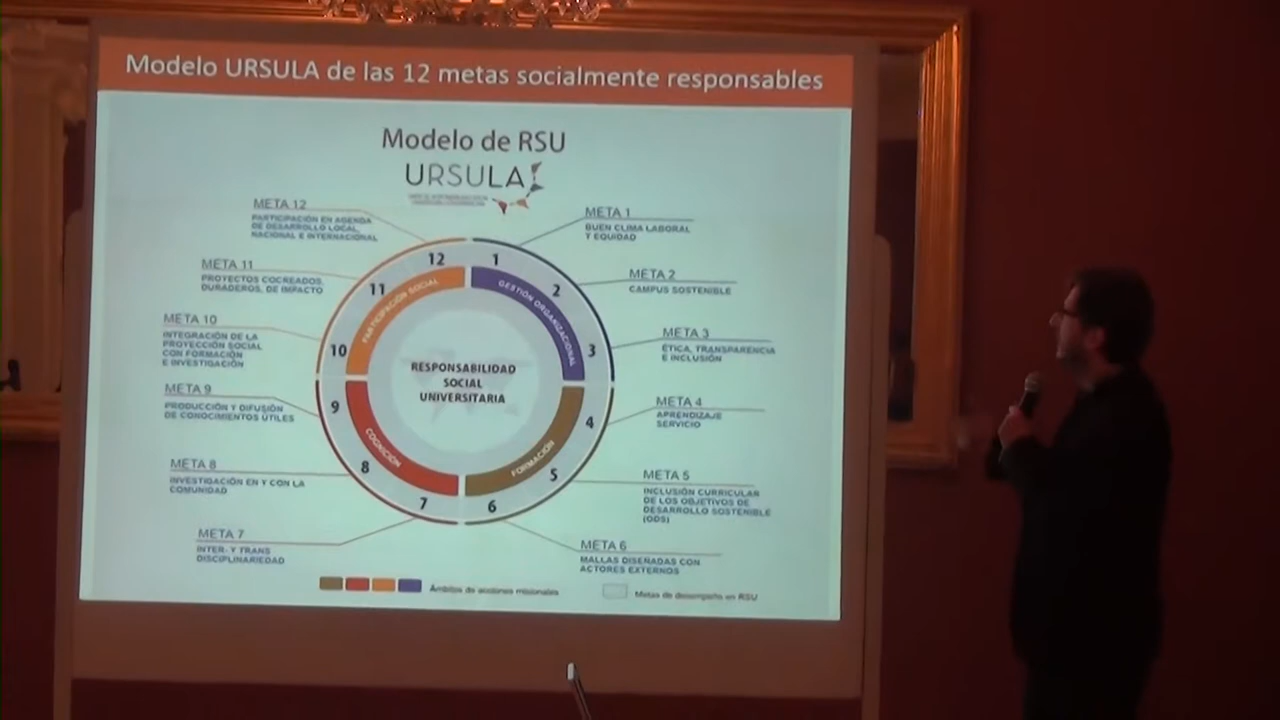 Modelo URSULA de las 12 metas socialmente responsables
Modelo de RSU
URSULA
META 12
PARTICIPACIÓN EN AGENDA
DE DESARROLLO LOCAL,
NACIONAL E INTERNACIONAL
META 1
BUEN CLIMA LABORAL
Y EQUIDAD
META 11
PROYECTOS COCREADOS,
DURADEROS, DE IMPACTO
META 2
CAMPUS SOSTENIBLE
META 10
INTEGRACIÓN DE LA
PROYECCIÓN SOCIAL
CON FORMACIÓN
E INVESTIGACIÓN
META 3
ÉTICA, TRANSPARENCIA
E INCLUSIÓN
META 9
PRODUCCIÓN Y DIFUSIÓN
DE CONOCIMIENTOS ÚTILES
META 4
APRENDIZAJE
SERVICIO
META 8
INVESTIGACIÓN EN Y CON LA
COMUNIDAD
META 5
INCLUSIÓN CURRICULAR
DE LOS OBJETIVOS DE
DESARROLLO SOSTENIBLE
(ODS)
META 7
INTER- Y TRANS
DISCIPLINARIEDAD
META 6
MALLAS DISEÑADAS CON
ACTORES EXTERNOS
12
1
11
2
10
3
9
4
8
5
7
6
PARTICIPACIÓN SOCIAL
GESTIÓN ORGANIZACIONAL
COGNICIÓN
FORMACIÓN
RESPONSABILIDAD
SOCIAL
UNIVERSITARIA
Ámbitos de acciones misionales
Metas de desempeño en RSU